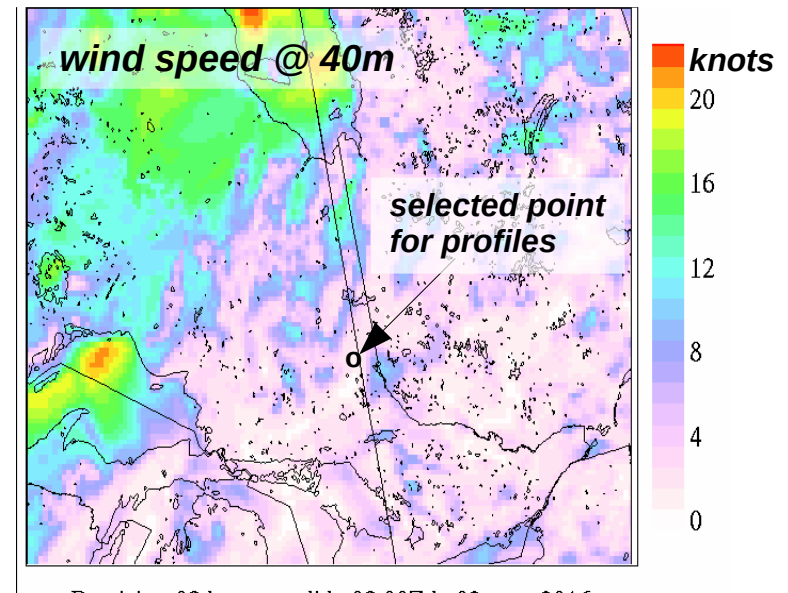 wind speed @ 40m
knots
20
16
12
8
4
0
selected point
for profiles
o